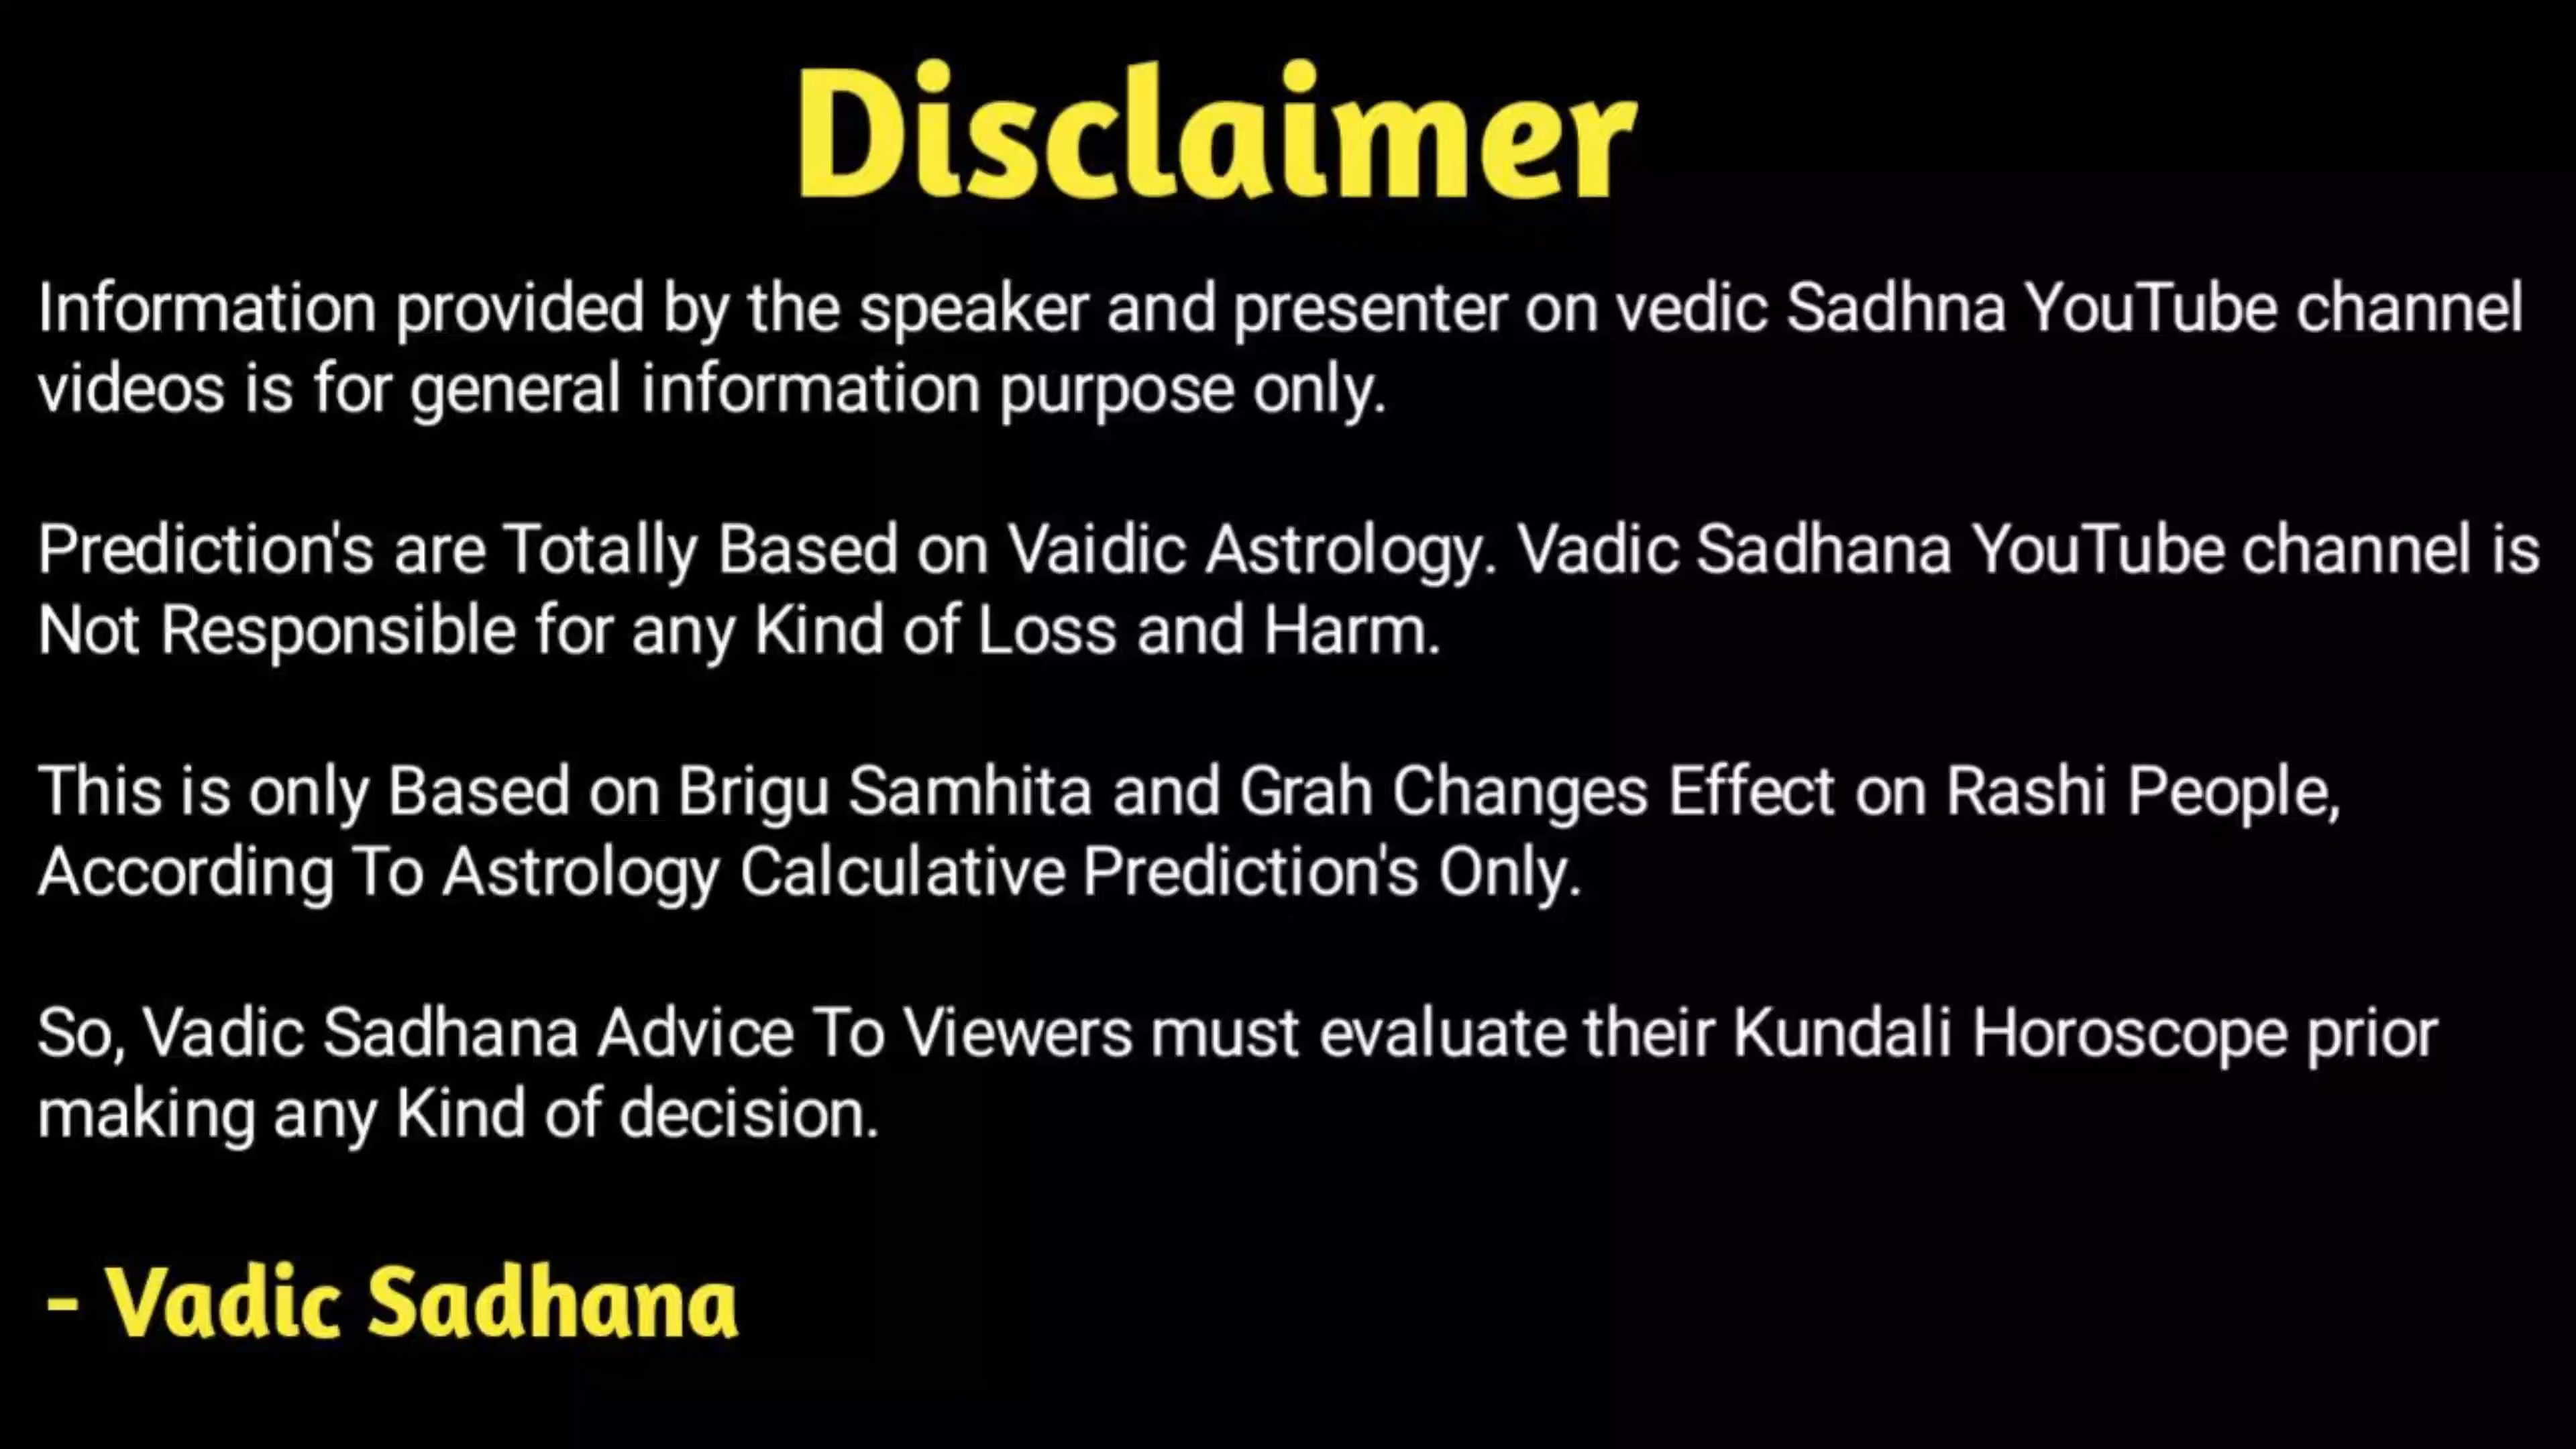 Disclaimer
Information provided by the speaker and presenter on vedic Sadhna YouTube channel
videos is for general information purpose only.
Prediction's are Totally Based on Vaidic Astrology. Vadic Sadhana YouTube channel is
Not Responsible for any Kind of Loss and Harm.
This is only Based on Brigu Samhita and Grah Changes Effect on Rashi People,
According To Astrology Calculative Prediction's Only.
So, Vadic Sadhana Advice To Viewers must evaluate their Kundali Horoscope prior
making any Kind of decision.
- Vadic Sadhana